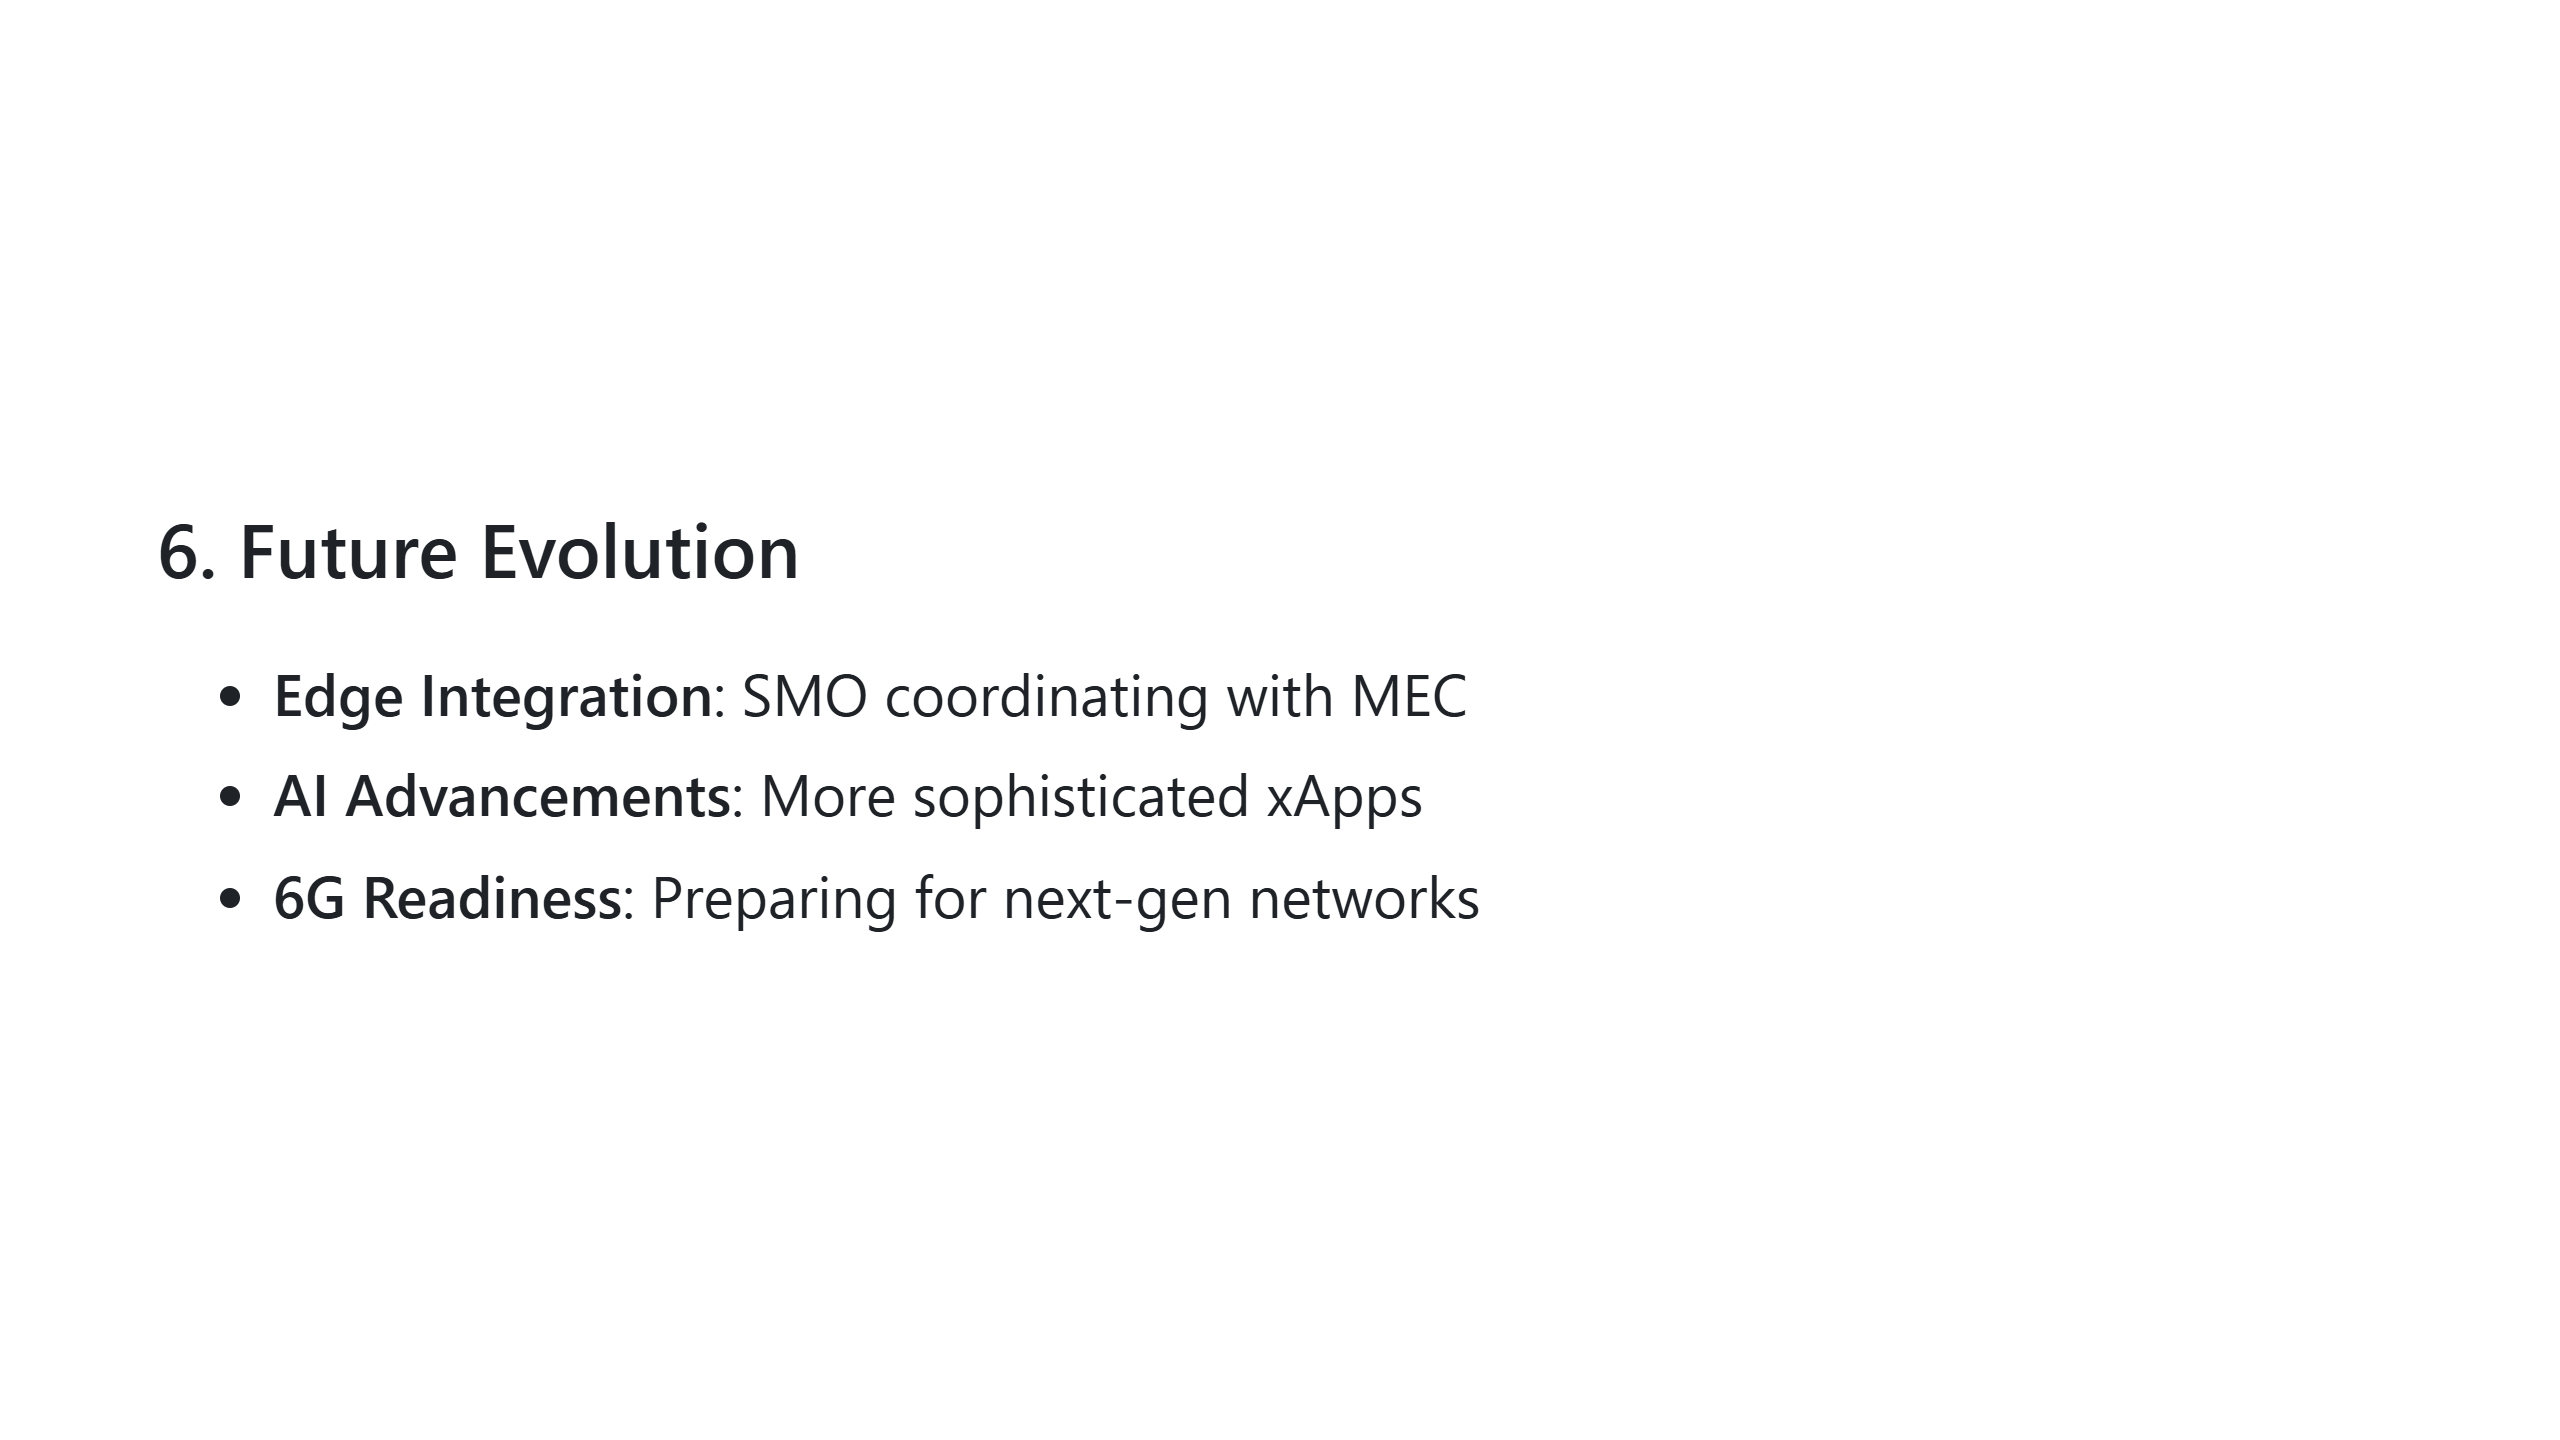 6. Future Evolution
• Edge Integration: SMO coordinating with MEC
• AI Advancements: More sophisticated xApps
• 6G Readiness: Preparing for next-gen networks